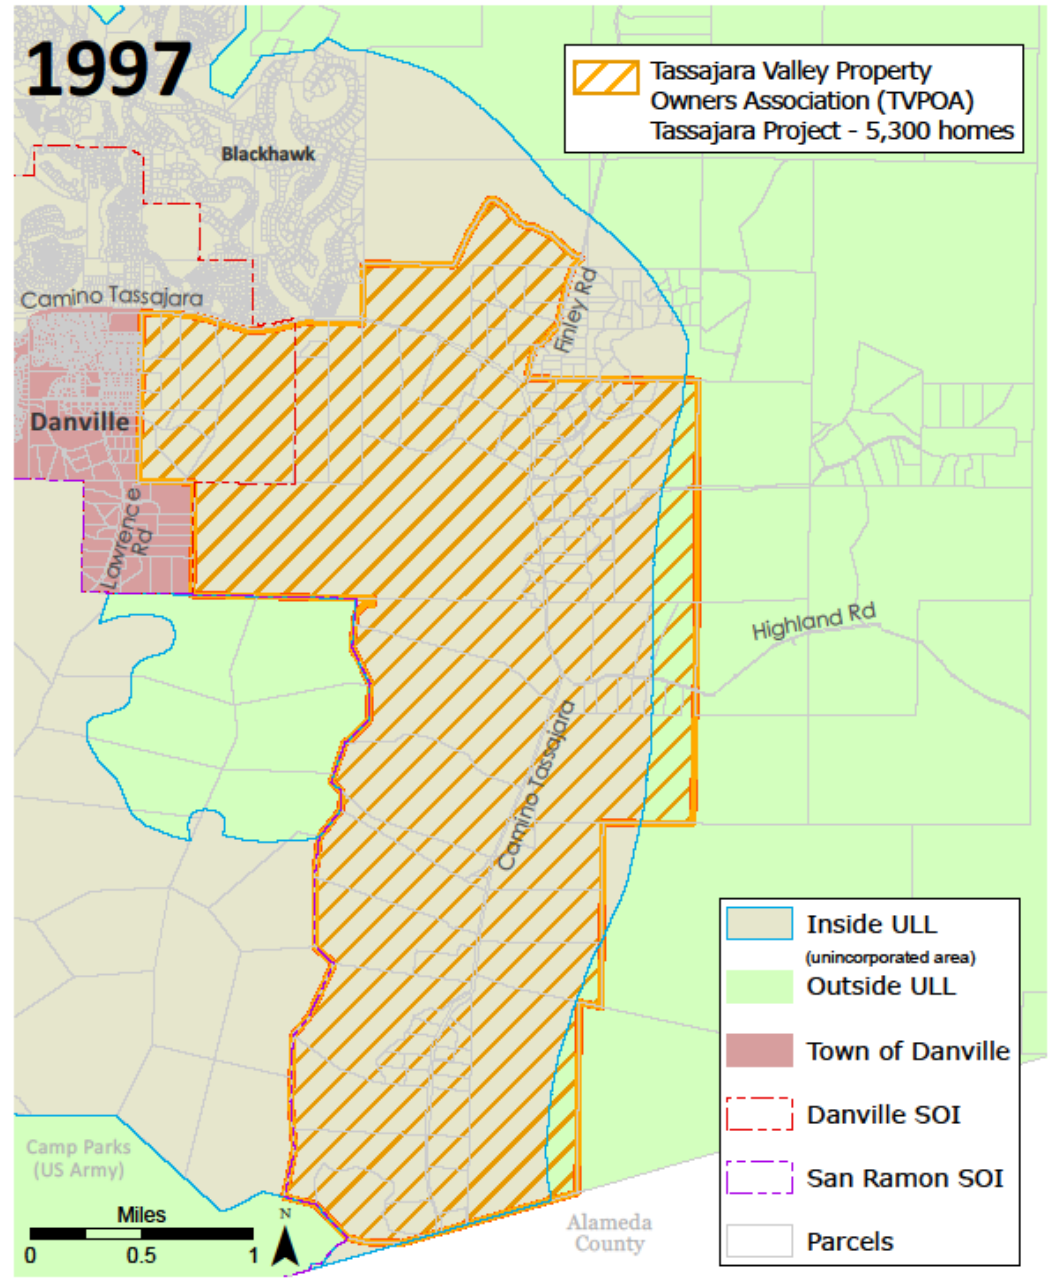 1997
Tassajara Valley Property
Owners Association (TVPOA)
Tassajara Project - 5,300 homes
Blackhawk
Camino Tassajara
Finley Rd
Danville
Lawrence
Rd
Highland Rd
Camino Tassajara
Inside ULL
(unincorporated area)
Outside ULL
Town of Danville
Danville SOI
San Ramon SOI
Parcels
Camp Parks
(US Army)
Miles
0 0.5 1
N
Alameda
County